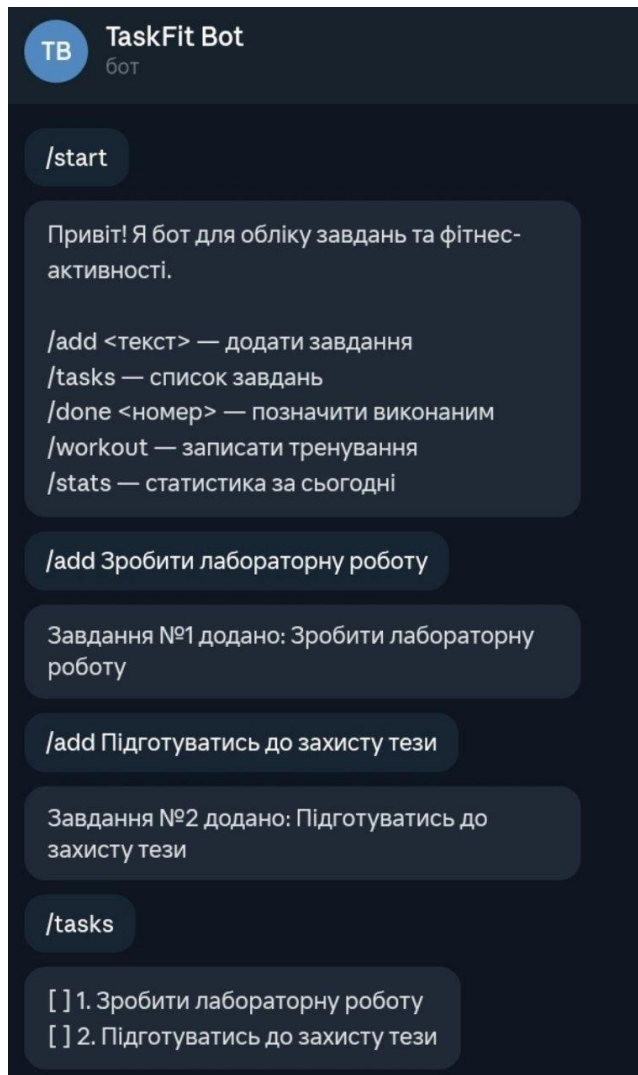 TB
TaskFit Bot
бот
/start
Привіт! Я бот для обліку завдань та фітнес-
активності.
/add <текст> — додати завдання
/tasks — список завдань
/done <номер> — позначити виконаним
/workout — записати тренування
/stats — статистика за сьогодні
/add Зробити лабораторну роботу
Завдання №1 додано: Зробити лабораторну
роботу
/add Підготуватись до захисту тези
Завдання №2 додано: Підготуватись до
захисту тези
/tasks
[ ] 1. Зробити лабораторну роботу
[ ] 2. Підготуватись до захисту тези